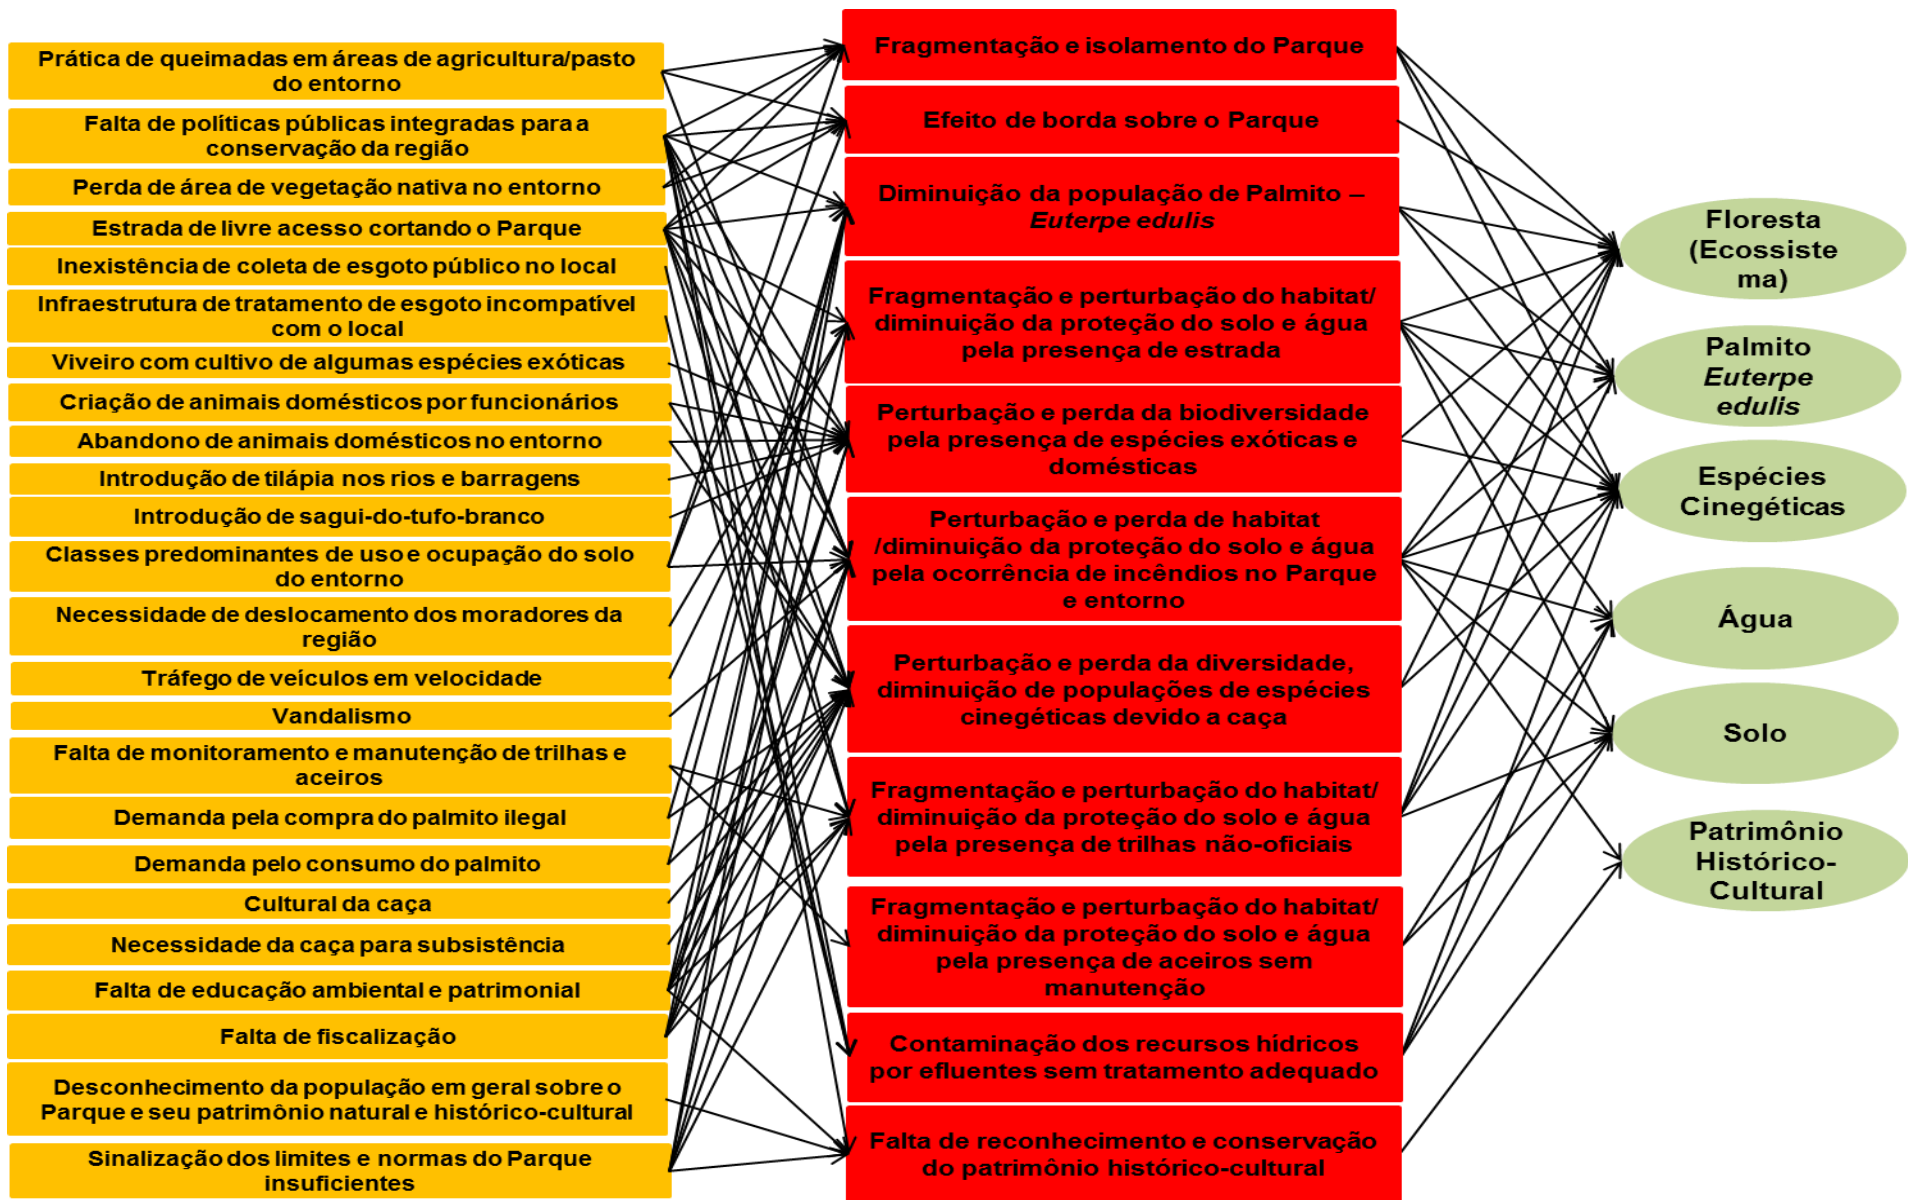 Prática de queimadas em áreas de agricultura/pasto
do entorno
Falta de políticas públicas integradas para a
conservação da região
Perda de área de vegetação nativa no entorno
Estrada de livre acesso cortando o Parque
Inexistência de coleta de esgoto público no local
Infraestrutura de tratamento de esgoto incompatível
com o local
Viveiro com cultivo de algumas espécies exóticas
Criação de animais domésticos por funcionários
Abandono de animais domésticos no entorno
Introdução de tilápia nos rios e barragens
Introdução de sagui-do-tufo-branco
Classes predominantes de uso e ocupação do solo
do entorno
Necessidade de deslocamento dos moradores da
região
Tráfego de veículos em velocidade
Vandalismo
Falta de monitoramento e manutenção de trilhas e
aceiros
Demanda pela compra do palmito ilegal
Demanda pelo consumo do palmito
Cultural da caça
Necessidade da caça para subsistência
Falta de educação ambiental e patrimonial
Falta de fiscalização
Desconhecimento da população em geral sobre o
Parque e seu patrimônio natural e histórico-cultural
Sinalização dos limites e normas do Parque
insuficientes
Fragmentação e isolamento do Parque
Efeito de borda sobre o Parque
Diminuição da população de Palmito –
Euterpe edulis
Fragmentação e perturbação do habitat/
diminuição da proteção do solo e água
pela presença de estrada
Perturbação e perda da biodiversidade
pela presença de espécies exóticas e
domésticas
Perturbação e perda de habitat
/diminuição da proteção do solo e água
pela ocorrência de incêndios no Parque
e entorno
Perturbação e perda da diversidade,
diminuição de populações de espécies
cinegéticas devido a caça
Fragmentação e perturbação do habitat/
diminuição da proteção do solo e água
pela presença de trilhas não-oficiais
Fragmentação e perturbação do habitat/
diminuição da proteção do solo e água
pela presença de aceiros sem
manutenção
Contaminação dos recursos hídricos
por efluentes sem tratamento adequado
Falta de reconhecimento e conservação
do patrimônio histórico-cultural
Floresta
(Ecossiste
ma)
Palmito
Euterpe
edulis
Espécies
Cinegéticas
Água
Solo
Patrimônio
Histórico-
Cultural